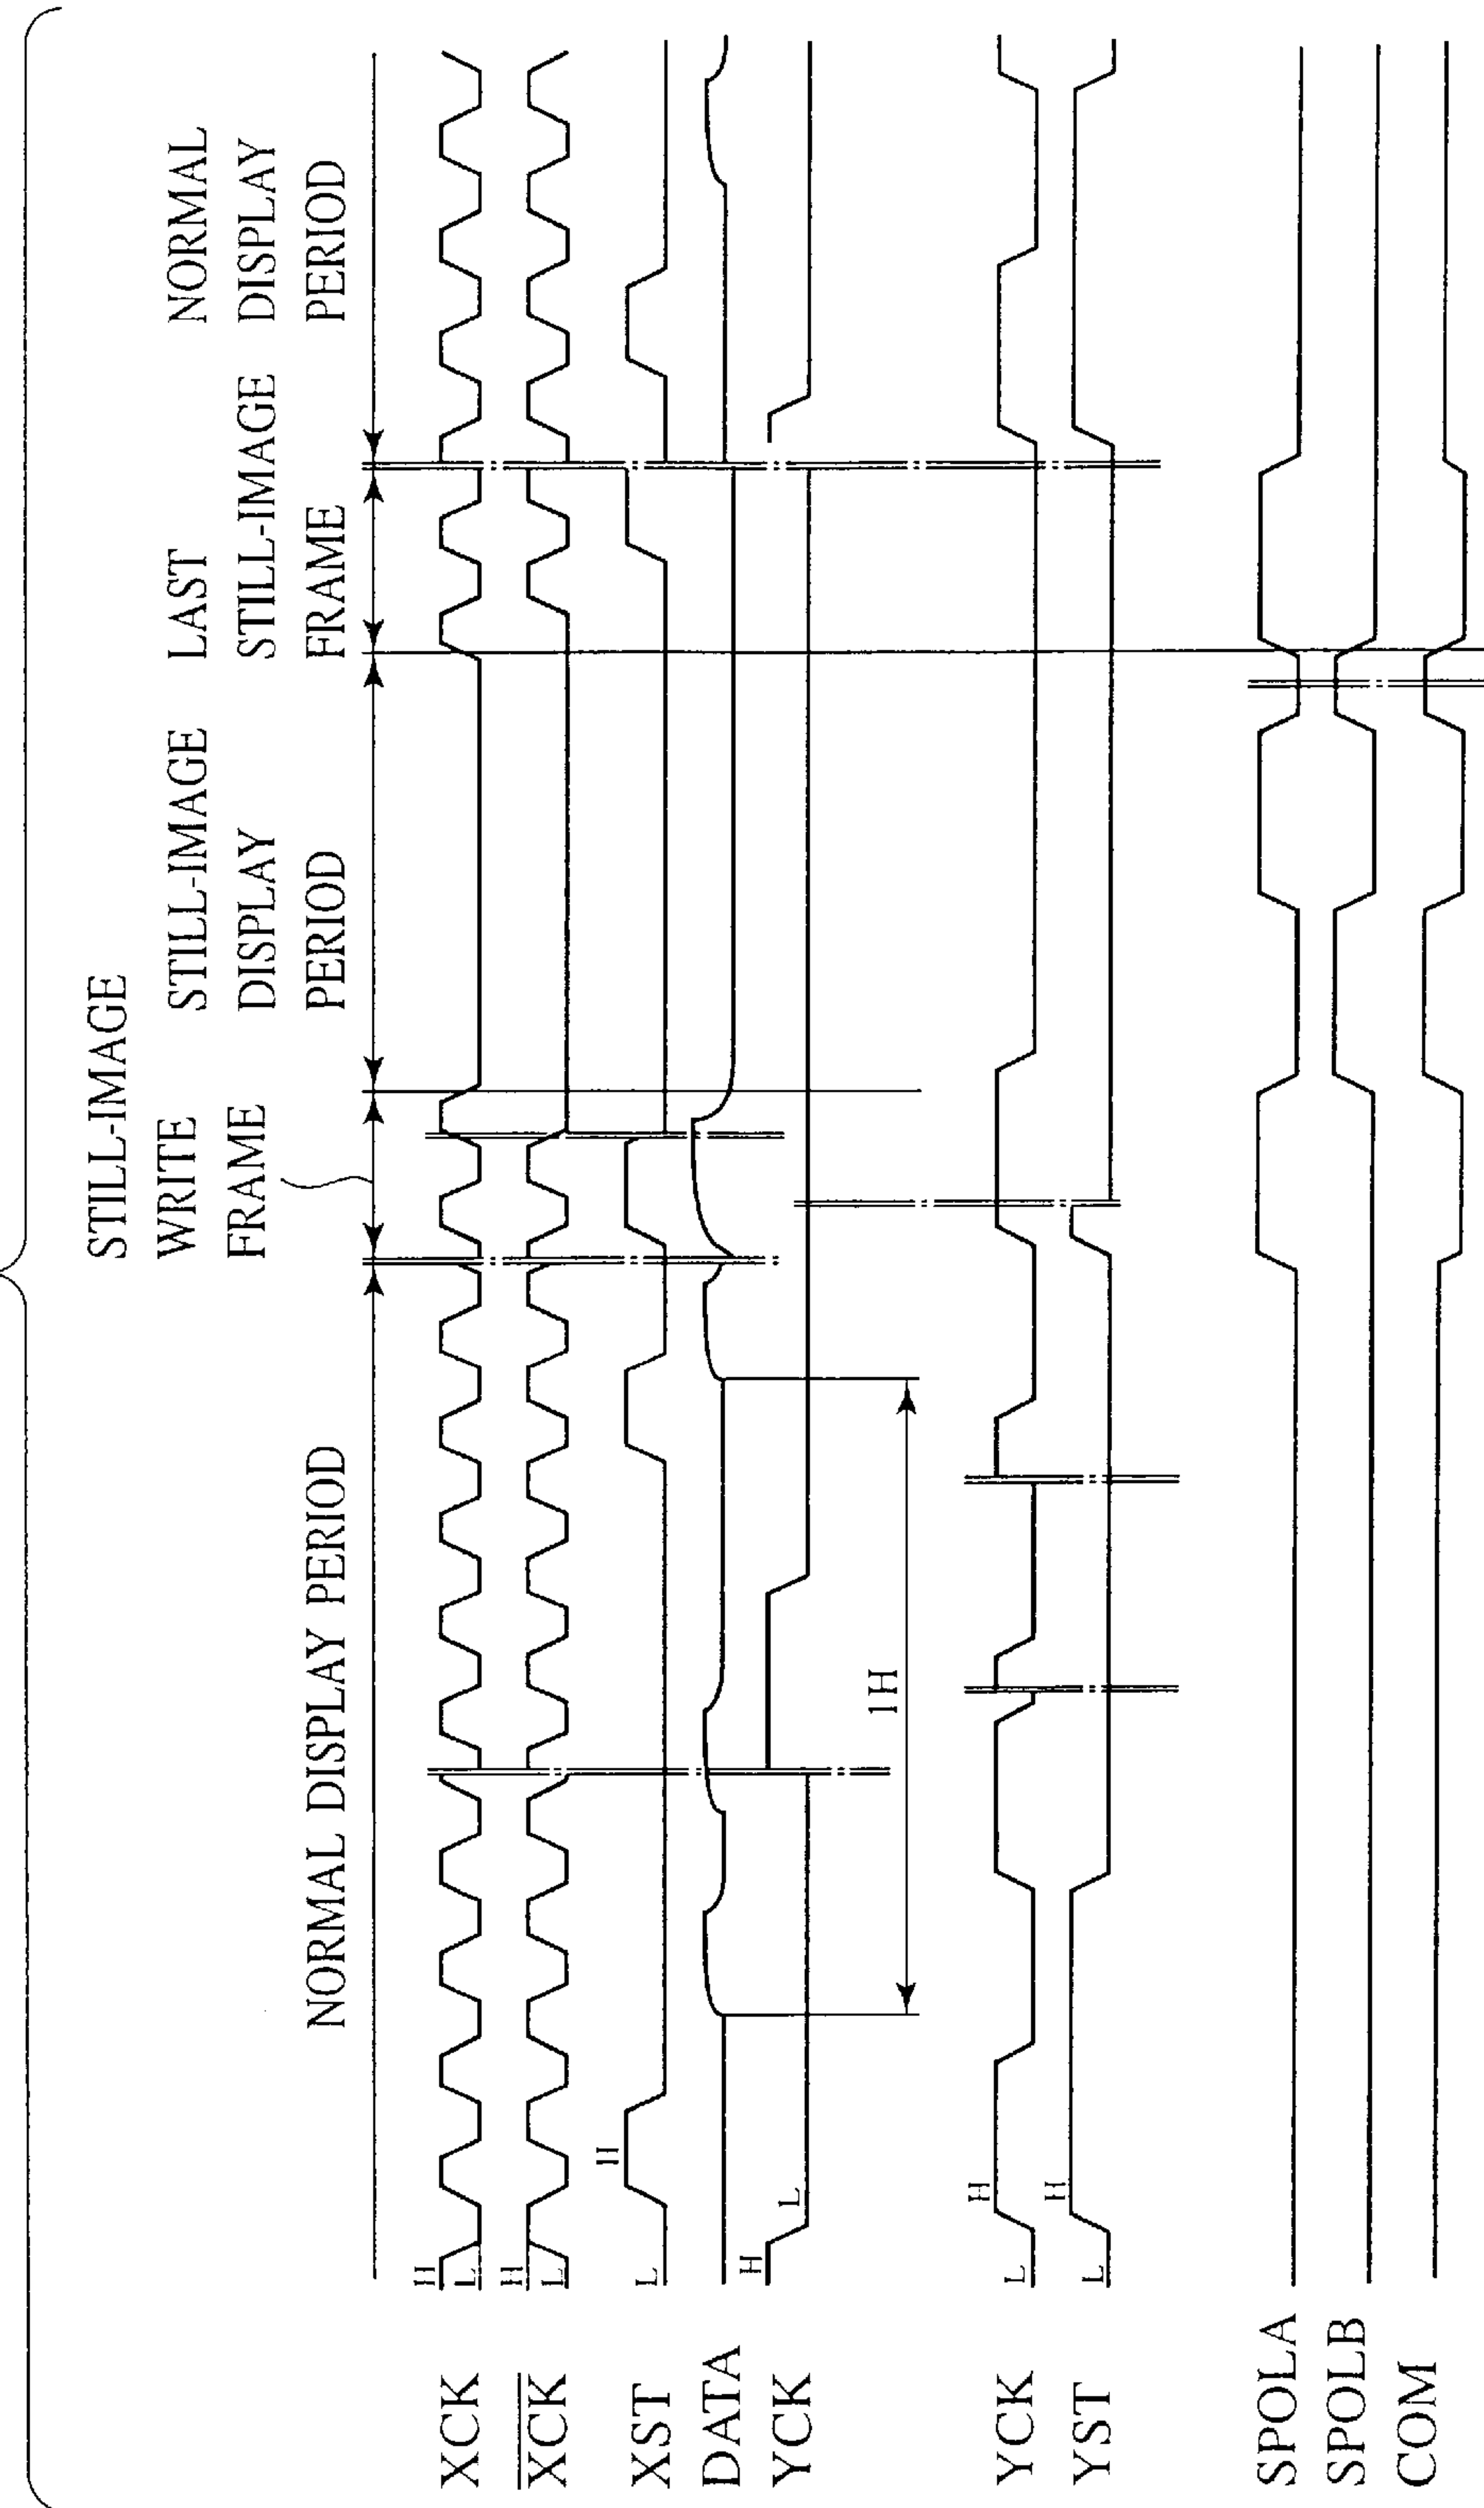 NORMAL DISPLAY PERIOD
STILL-IMAGE
WRITE
FRAME
STILL-IMAGE
DISPLAY
PERIOD
LAST
STILL-IMAGE
FRAME
NORMAL
DISPLAY
PERIOD
XCK
H
L
XCK
H
L
XST
L
H
DATA
YCK
H
L
1H
YCK
L
H
YST
L
H
SPOLA
SPOLB
COM